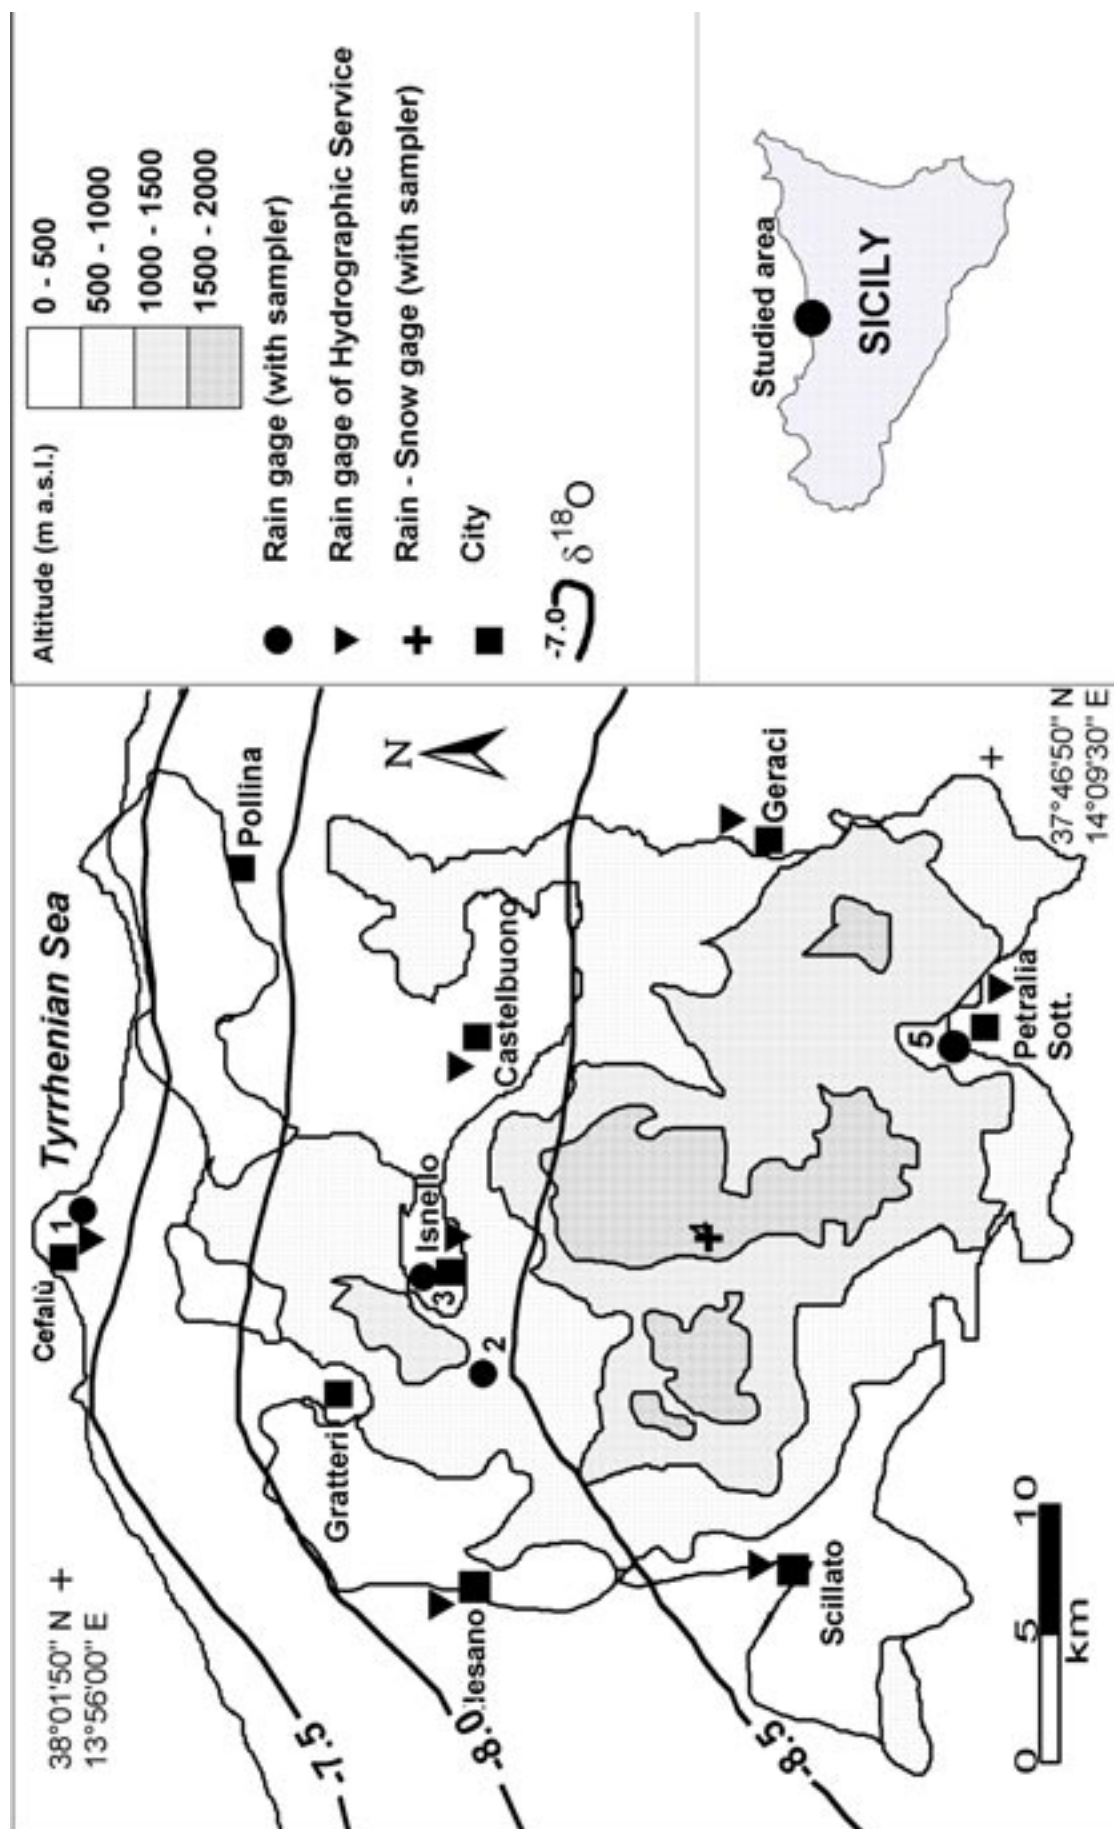 38°01'50" N
13°56'00" E
Tyrrhenian Sea
Cefalù
1
Pollina
N
Gratteri
Isnello
3
2
Castelbuono
lesano
Geraci
4
Scillato
5
Petralia
Sott.
-7.5
-8.0
-8.5
0 5 10
km
37°46'50" N
14°09'30" E
Altitude (m a.s.l.)
0 - 500
500 - 1000
1000 - 1500
1500 - 2000
Rain gage (with sampler)
Rain gage of Hydrographic Service
Rain - Snow gage (with sampler)
City
-7.0 δ¹⁸O
Studied area
SICILY